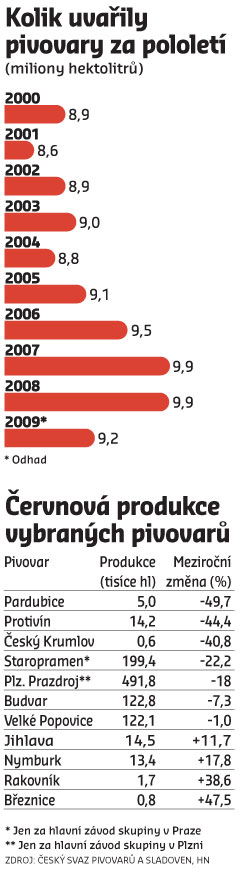 Kolik uvařily
pivovary za pololetí
(miliony hektolitrů)
2000
8,9
2001
8,6
2002
8,9
2003
9,0
2004
8,8
2005
9,1
2006
9,5
2007
9,9
2008
9,9
2009*
9,2
* Odhad
Červnová produkce
vybraných pivovarů
Pivovar Produkce Meziroční
(tisíce hl) změna (%)
Pardubice 5,0 -49,7
Protivín 14,2 -44,4
Český Krumlov 0,6 -40,8
Staropramen* 199,4 -22,2
Plz. Prazdroj** 491,8 -18
Budvar 122,8 -7,3
Velké Popovice 122,1 -1,0
Jihlava 14,5 +11,7
Nymburk 13,4 +17,8
Rakovník 1,7 +38,6
Březnice 0,8 +47,5
* Jen za hlavní závod skupiny v Praze
** Jen za hlavní závod skupiny v Plzni
ZDROJ: ČESKÝ SVAZ PIVOVARŮ A SLADOVEN, HN